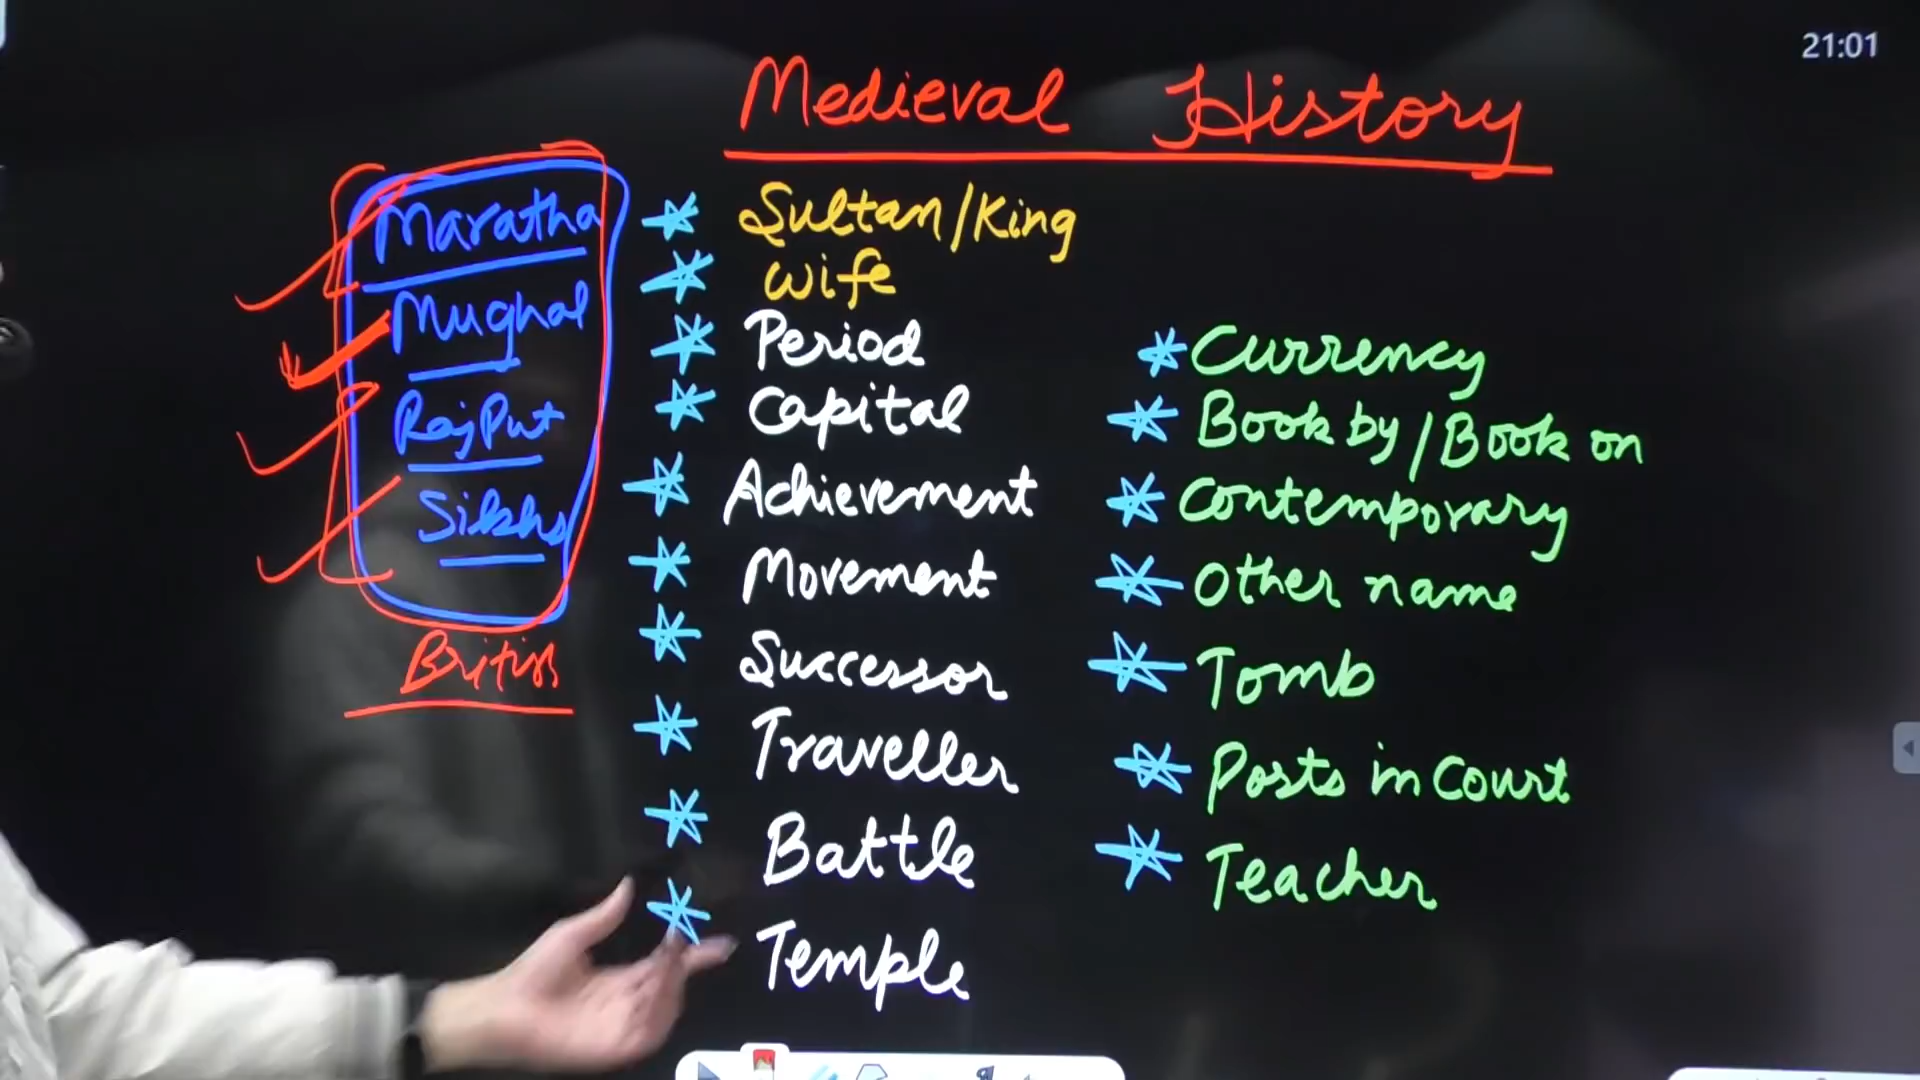 21:01
Medieval History
Maratha
Mughal
RajPut
Sikhs
British
Sultan/King
Wife
Period
Capital
Achievement
Movement
Successor
Traveller
Battle
Temple
Currency
Book by/Book on
Contemporary
Other name
Tomb
Posts in Court
Teacher